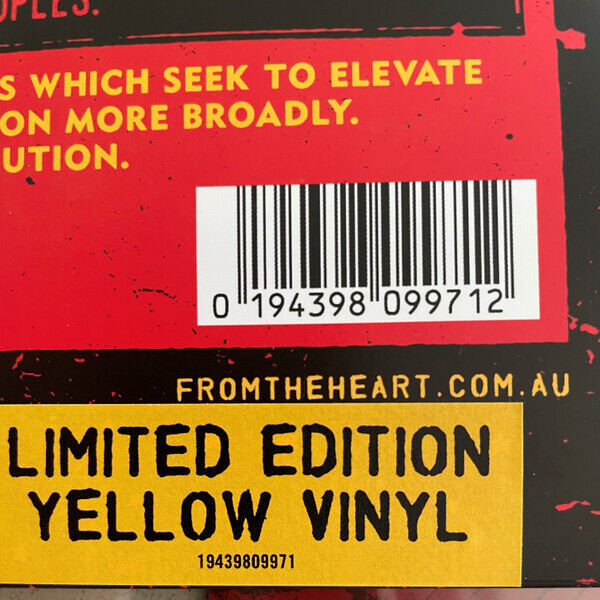 S WHICH SEEK TO ELEVATE
ON MORE BROADLY.
UTION.
0 194398 099712
FROMTHEHEART.COM.AU
LIMITED EDITION
YELLOW VINYL
19439809971